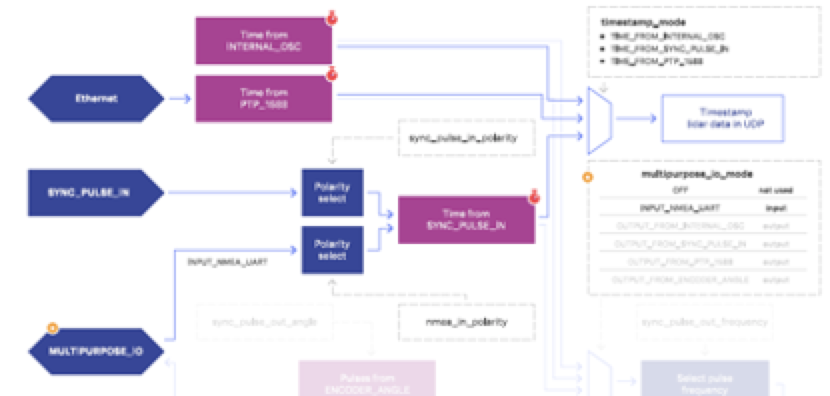 Time from
INTERNAL_OSC
timestamp_mode
TIME_FROM_INTERNAL_OSC
TIME_FROM_SYNC_PULSE_IN
TIME_FROM_PTP_1588
Ethernet
Time from
PTP_1588
Timestamp
lidar data in UDP
sync_pulse_in_polarity
SYNC_PULSE_IN
Polarity
select
multipurpose_io_mode
OFF not used
INPUT_NMEA_UART input
OUTPUT_FROM_INTERNAL_OSC output
OUTPUT_FROM_SYNC_PULSE_IN output
OUTPUT_FROM_PTP_1588 output
OUTPUT_FROM_ENCODER_ANGLE output
Time from
SYNC_PULSE_IN
Polarity
select
INPUT_NMEA_UART
sync_pulse_out_angle
nmea_in_polarity
sync_pulse_out_frequency
MULTIPURPOSE_IO
Pulses from
ENCODER_ANGLE
Select pulse
frequency